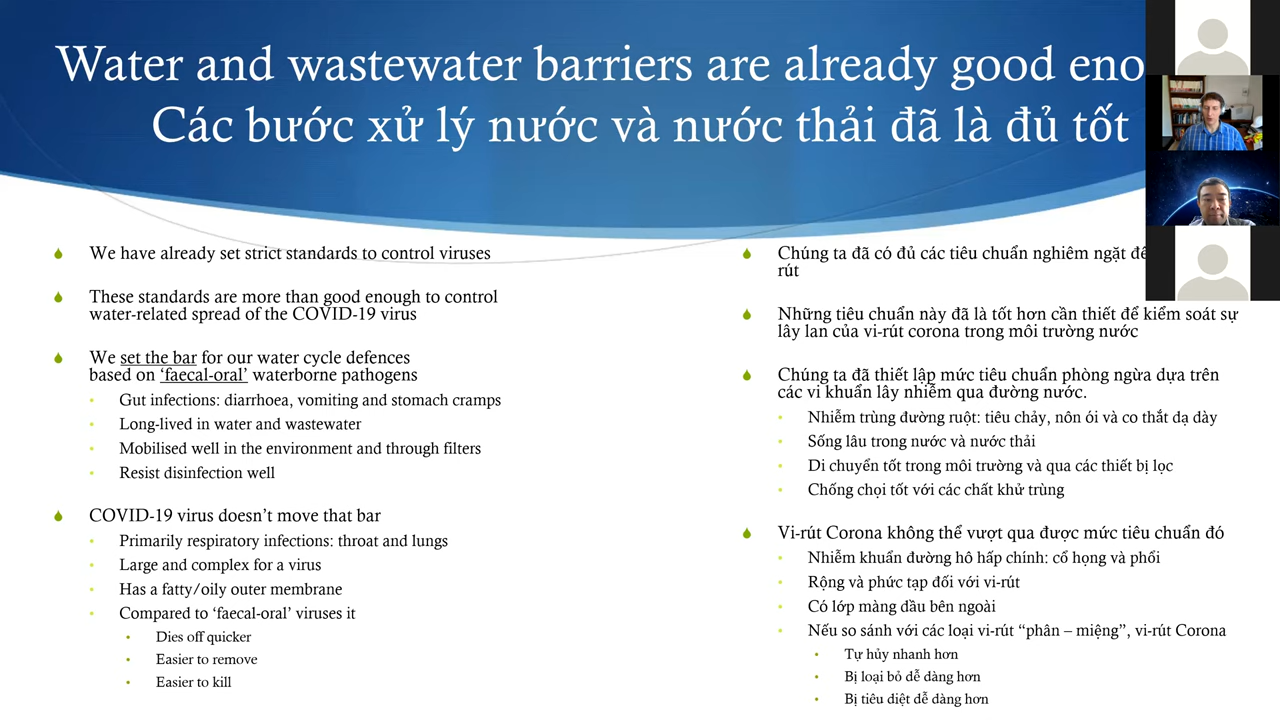 Water and wastewater barriers are already good eno
Các bước xử lý nước và nước thải đã là đủ tốt
We have already set strict standards to control viruses
These standards are more than good enough to control
water-related spread of the COVID-19 virus
We set the bar for our water cycle defences
based on ‘faecal-oral’ waterborne pathogens
Gut infections: diarrhoea, vomiting and stomach cramps
Long-lived in water and wastewater
Mobilised well in the environment and through filters
Resist disinfection well
COVID-19 virus doesn’t move that bar
Primarily respiratory infections: throat and lungs
Large and complex for a virus
Has a fatty/oily outer membrane
Compared to ‘faecal-oral’ viruses it
Dies off quicker
Easier to remove
Easier to kill
Chúng ta đã có đủ các tiêu chuẩn nghiêm ngặt để
rút
Những tiêu chuẩn này đã là tốt hơn cần thiết để kiểm soát sự
lây lan của vi-rút corona trong môi trường nước
Chúng ta đã thiết lập mức tiêu chuẩn phòng ngừa dựa trên
các vi khuẩn lây nhiễm qua đường nước.
Nhiễm trùng đường ruột: tiêu chảy, nôn ói và co thắt dạ dày
Sống lâu trong nước và nước thải
Di chuyển tốt trong môi trường và qua các thiết bị lọc
Chống chọi tốt với các chất khử trùng
Vi-rút Corona không thể vượt qua được mức tiêu chuẩn đó
Nhiễm khuẩn đường hô hấp chính: cổ họng và phổi
Rộng và phức tạp đối với vi-rút
Có lớp màng dầu bên ngoài
Nếu so sánh với các loại vi-rút “phân – miệng”, vi-rút Corona
Tự hủy nhanh hơn
Bị loại bỏ dễ dàng hơn
Bị tiêu diệt dễ dàng hơn